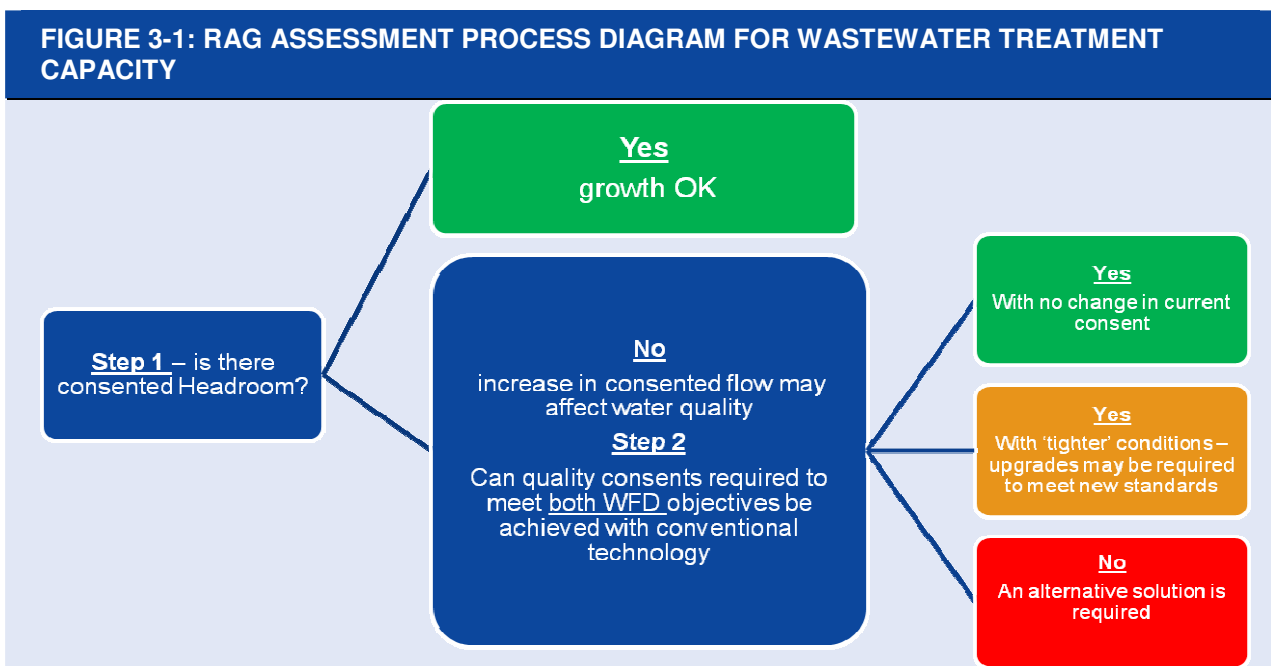 FIGURE 3-1: RAG ASSESSMENT PROCESS DIAGRAM FOR WASTEWATER TREATMENT
CAPACITY
Yes
growth OK
Step 1 – is there
consented Headroom?
No
increase in consented flow may
affect water quality
Step 2
Can quality consents required to
meet both WFD objectives be
achieved with conventional
technology
Yes
With no change in current
consent
Yes
With ‘tighter’ conditions –
upgrades may be required
to meet new standards
No
An alternative solution is
required